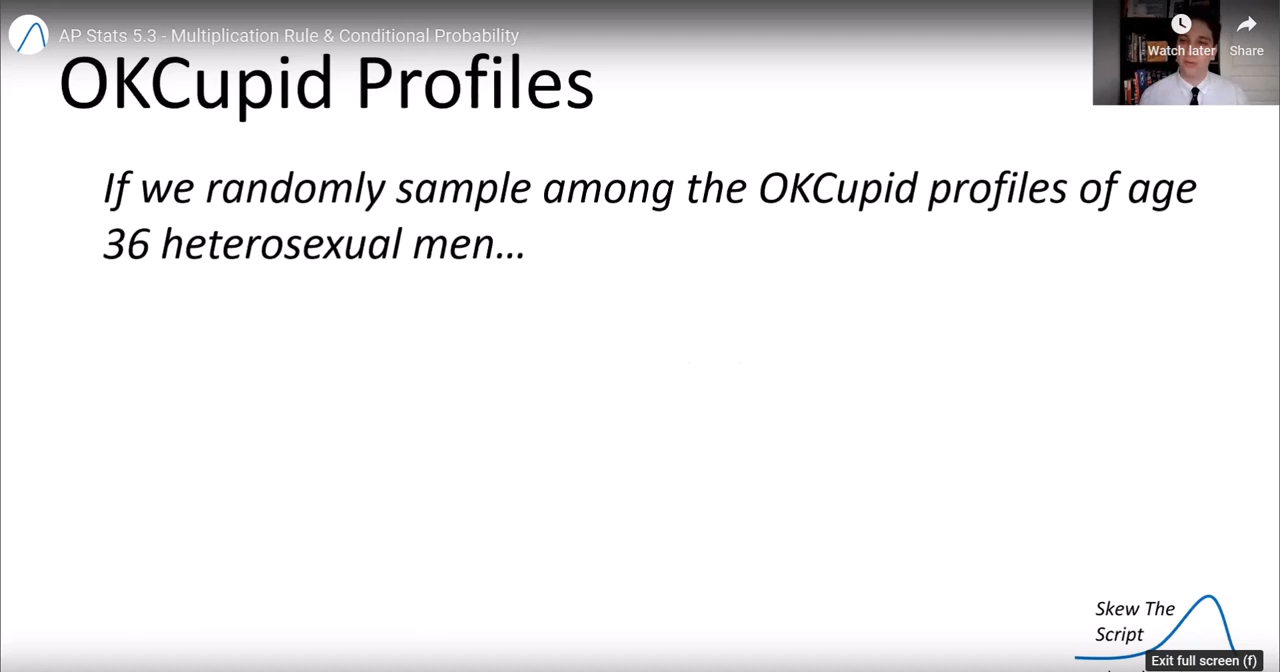 AP Stats 5.3 - Multiplication Rule & Conditional Probability
Watch later
Share
OKCupid Profiles
If we randomly sample among the OKCupid profiles of age
36 heterosexual men...
Skew The
Script
Exit full screen (f)